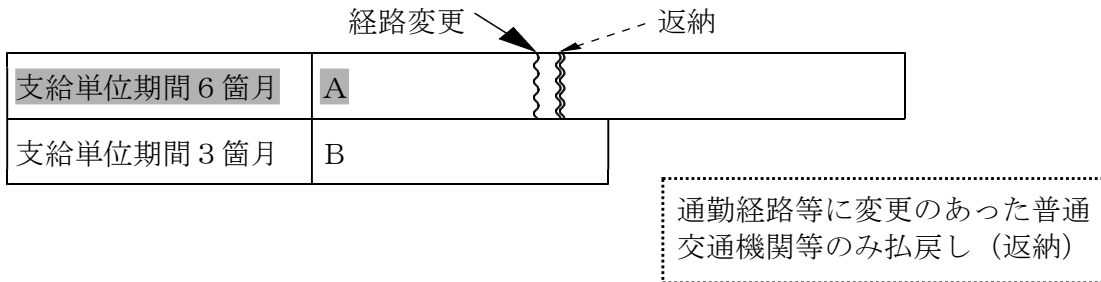 経路変更
返納
支給単位期間６箇月
Ａ
支給単位期間３箇月
Ｂ
通勤経路等に変更のあった普通
交通機関等のみ払戻し（返納）